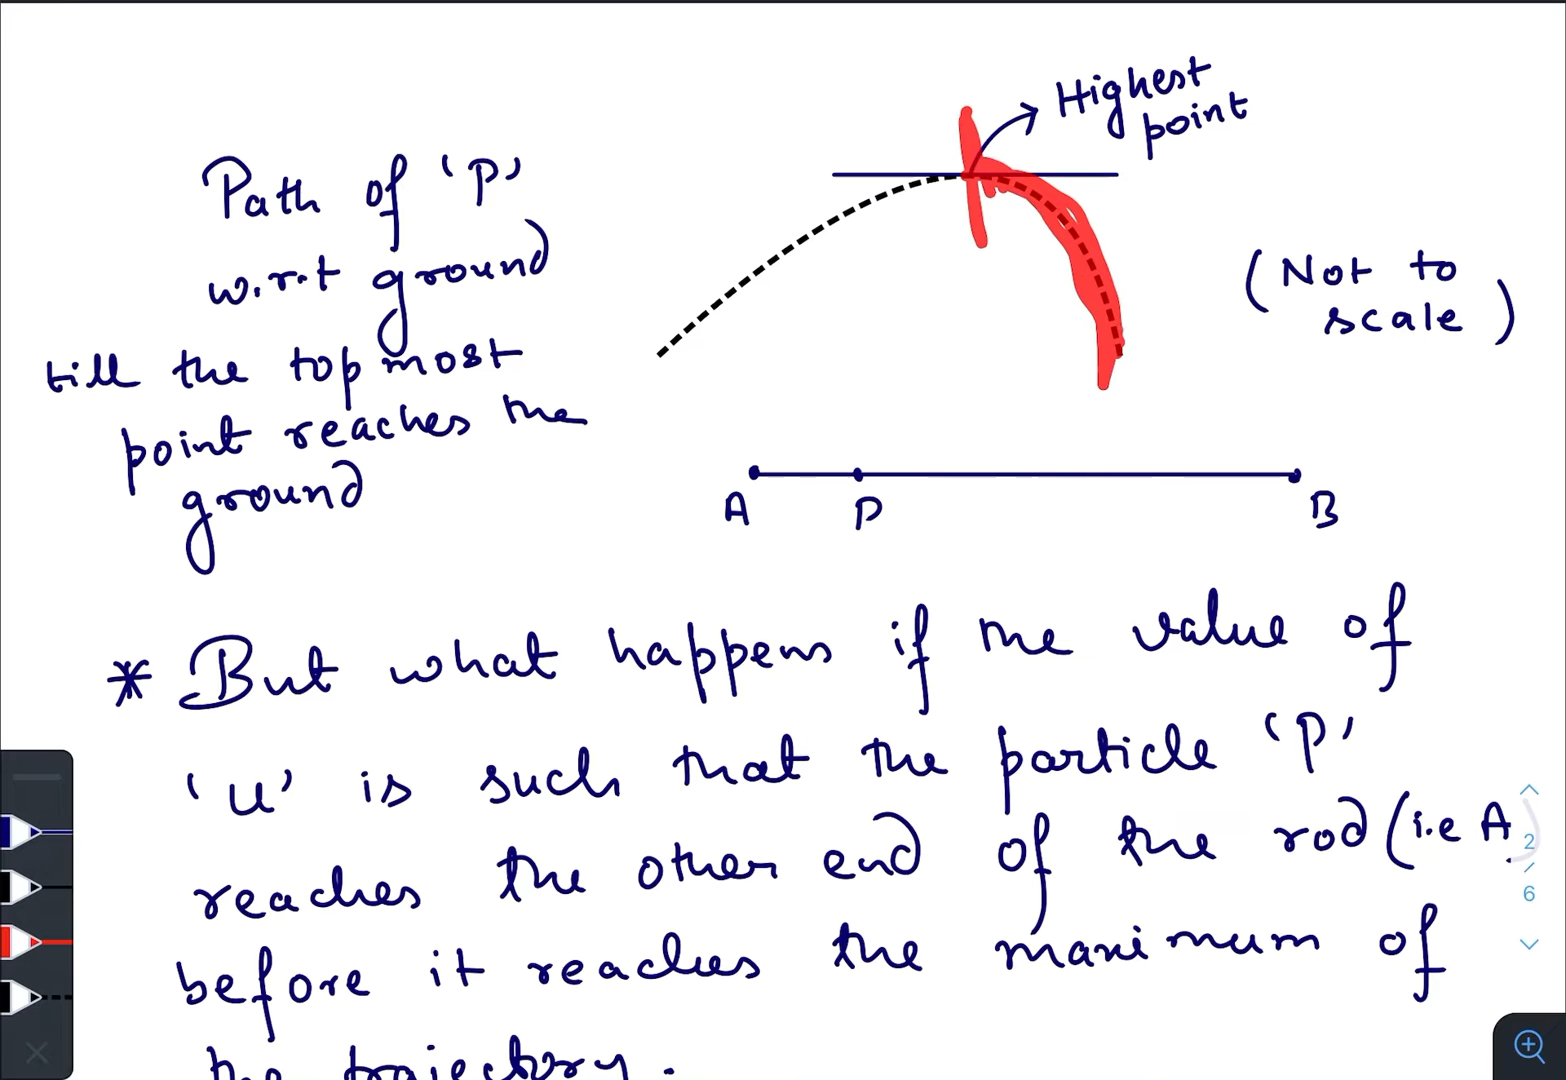 Highest
point
Path of 'P'
w.r.t ground
till the top most
point reaches the
ground
(Not to
scale)
A P B
* But what happens if the value of
'u' is such that the particle 'P'
reaches the other end of the rod (i.e A)
before it reaches the maximum of
the trajectory.
2
6